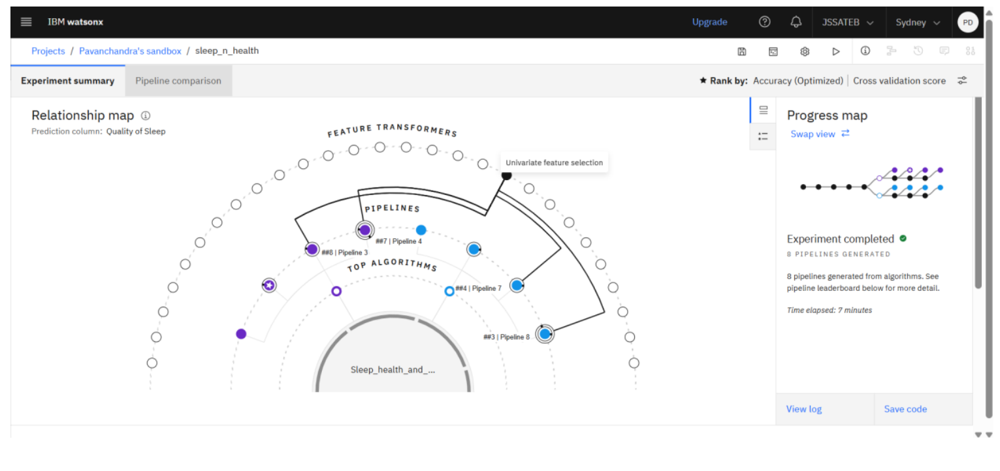 IBM watsonx
Upgrade
JSSATEB
Sydney
PD
Projects / Pavanchandra's sandbox / sleep_n_health
Experiment summary
Pipeline comparison
★ Rank by: Accuracy (Optimized) | Cross validation score
Relationship map
Prediction column: Quality of Sleep
FEATURE TRANSFORMERS
Univariate feature selection
PIPELINES
##7 | Pipeline 4
##8 | Pipeline 3
TOP ALGORITHMS
##4 | Pipeline 7
##3 | Pipeline 8
Sleep_health_and_...
Progress map
Swap view
Experiment completed
8 PIPELINES GENERATED
8 pipelines generated from algorithms. See
pipeline leaderboard below for more detail.
Time elapsed: 7 minutes
View log
Save code